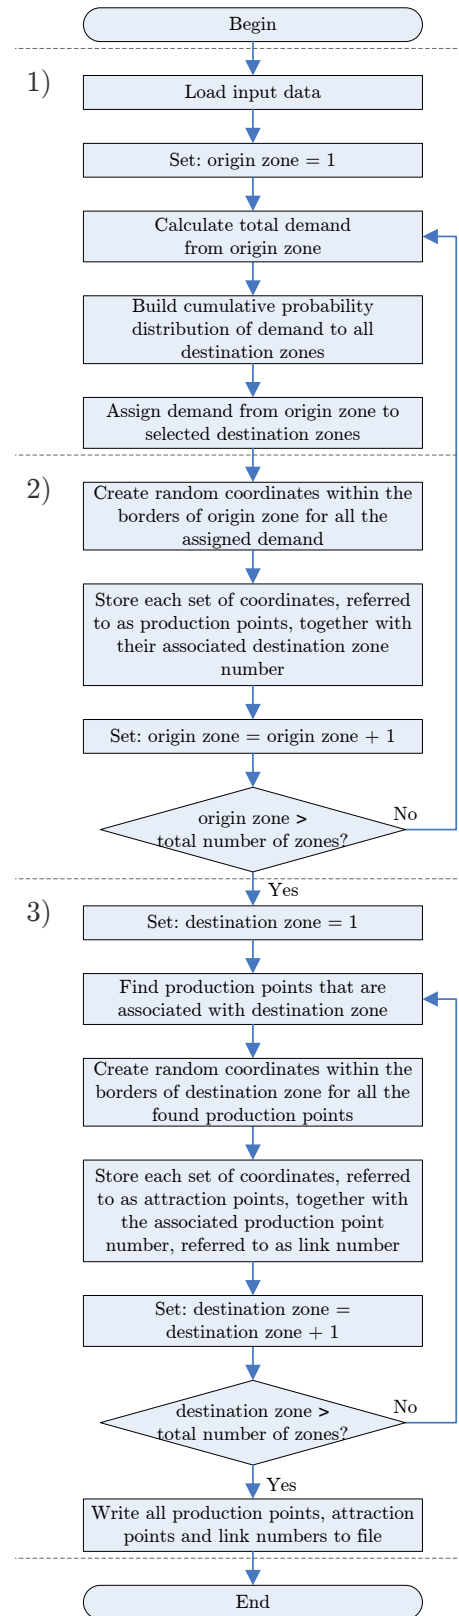 Begin
1)
Load input data
Set: origin zone = 1
Calculate total demand
from origin zone
Build cumulative probability
distribution of demand to all
destination zones
Assign demand from origin zone to
selected destination zones
2)
Create random coordinates within the
borders of origin zone for all the
assigned demand
Store each set of coordinates, referred
to as production points, together with
their associated destination zone
number
Set: origin zone = origin zone + 1
origin zone >
total number of zones?
No
Yes
3)
Set: destination zone = 1
Find production points that are
associated with destination zone
Create random coordinates within the
borders of destination zone for all the
found production points
Store each set of coordinates, referred
to as attraction points, together with
the associated production point
number, referred to as link number
Set: destination zone =
destination zone + 1
destination zone >
total number of zones?
No
Yes
Write all production points, attraction
points and link numbers to file
End